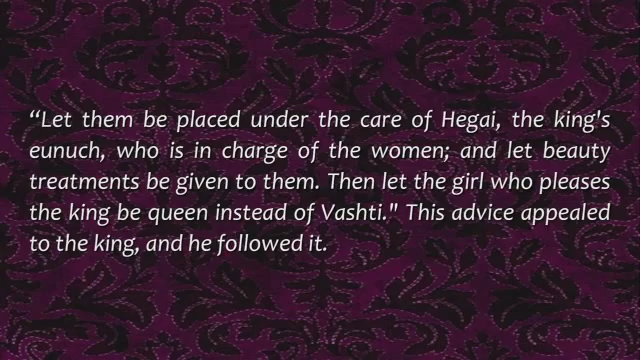 “Let them be placed under the care of Hegai, the king's
eunuch, who is in charge of the women; and let beauty
treatments be given to them. Then let the girl who pleases
the king be queen instead of Vashti." This advice appealed
to the king, and he followed it.